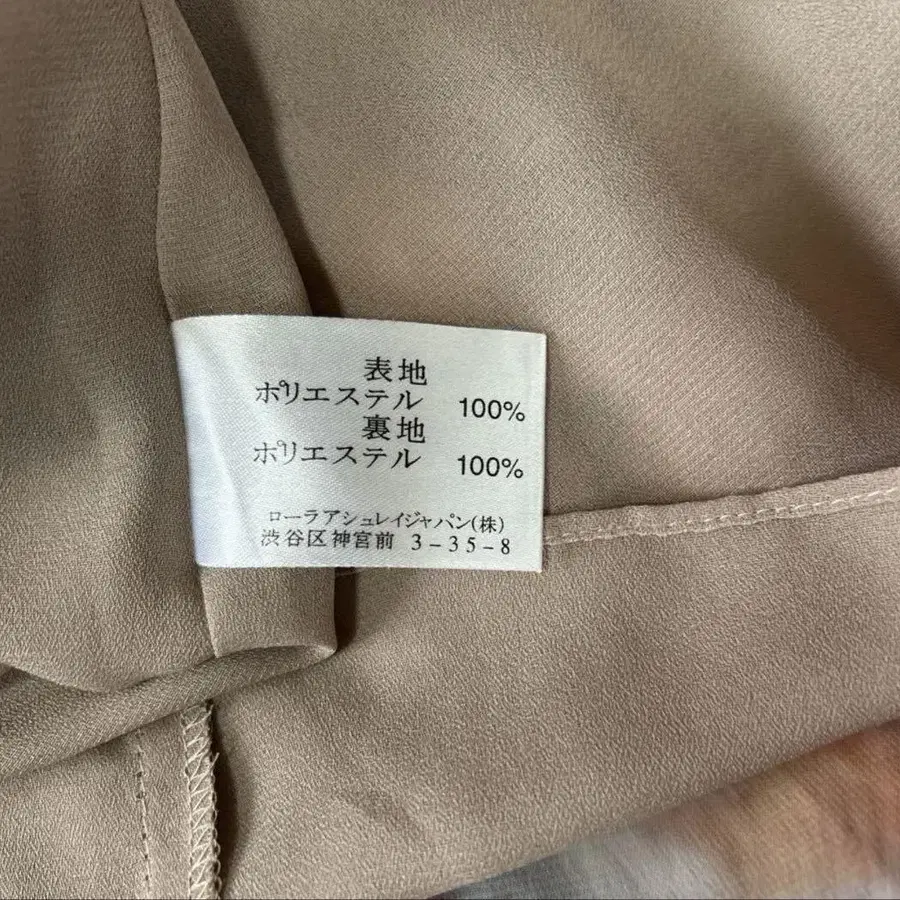 表地
ポリエステル 100%
裏地
ポリエステル 100%
ローラアシュレイジャパン(株)
渋谷区神宮前 3-35-8